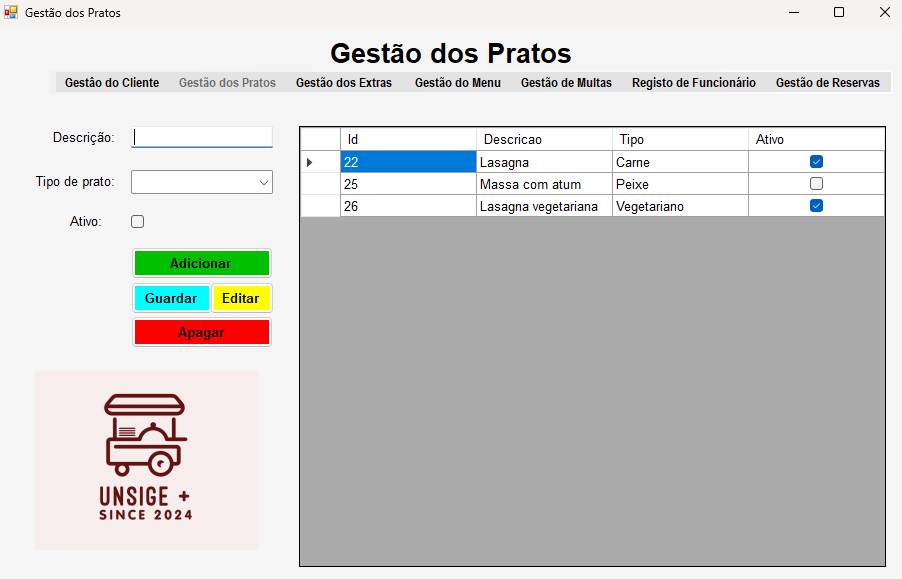 Gestão dos Pratos
Gestão dos Pratos
Gestão do Cliente Gestão dos Pratos Gestão dos Extras Gestão do Menu Gestão de Multas Registo de Funcionário Gestão de Reservas
Descrição:
Tipo de prato:
Ativo:
Adicionar
Guardar Editar
Apagar
UNSIGE +
SINCE 2024
Id Descricao Tipo Ativo
22 Lasagna Carne
25 Massa com atum Peixe
26 Lasagna vegetariana Vegetariano